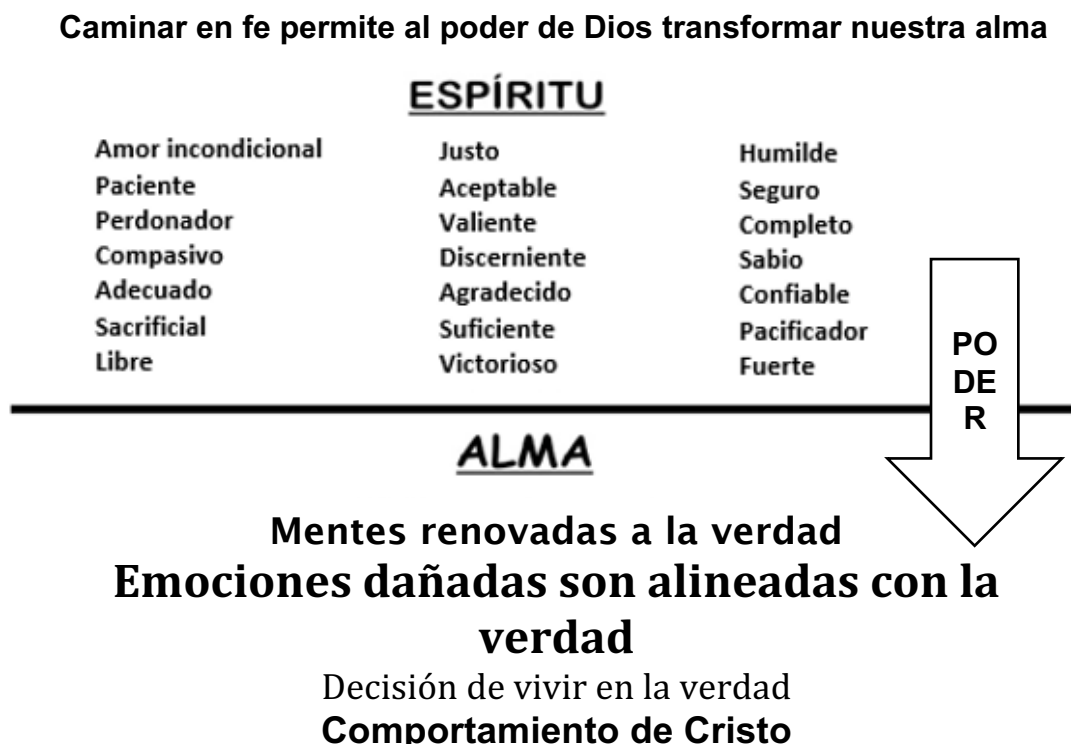 Caminar en fe permite al poder de Dios transformar nuestra alma
ESPÍRITU
Amor incondicional Justo Humilde
Paciente Aceptable Seguro
Perdonador Valiente Completo
Compasivo Discerniente Sabio
Adecuado Agradecido Confiable
Sacrificial Suficiente Pacificador
Libre Victorioso Fuerte
PO
DE
R
ALMA
Mentes renovadas a la verdad
Emociones dañadas son alineadas con la
verdad
Decisión de vivir en la verdad
Comportamiento de Cristo